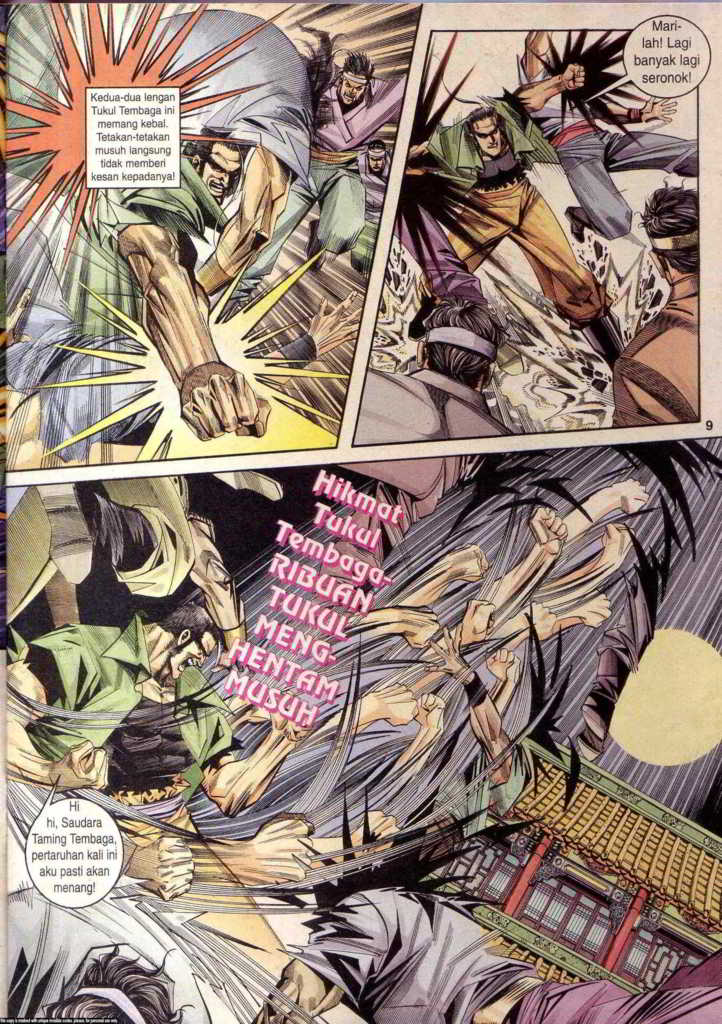 Kedua-dua lengan
Tukul Tembaga ini
memang kebal.
Tetakan-tetakan
musuh langsung
tidak memberi
kesan kepadanya!
Mari-
lah! Lagi
banyak lagi
seronok!
9
Hikmat
Tukul
Tembaga-
RIBUAN
TUKUL
MENG-
HENTAM
MUSUH
Hi
hi, Saudara
Taming Tembaga,
pertaruhan kali ini
aku pasti akan
menang!